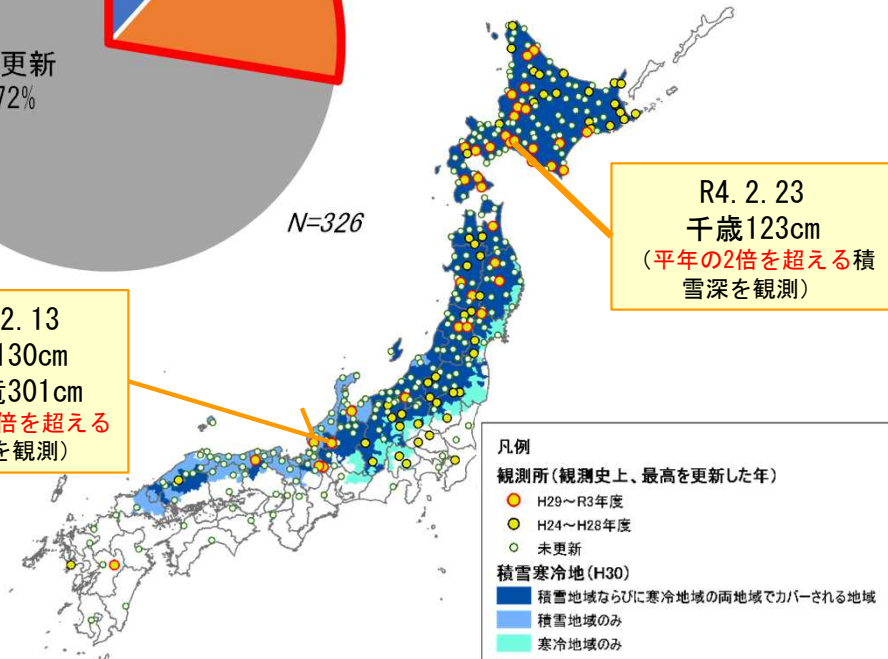 更新
72%
N=326
R4.2.23
千歳123cm
（平年の2倍を超える積
雪深を観測）
2.13
130cm
301cm
倍を超える
を観測）
凡例
観測所（観測史上、最高を更新した年）
H29～R3年度
H24～H28年度
未更新
積雪寒冷地（H30）
積雪地域ならびに寒冷地域の両地域でカバーされる地域
積雪地域のみ
寒冷地域のみ